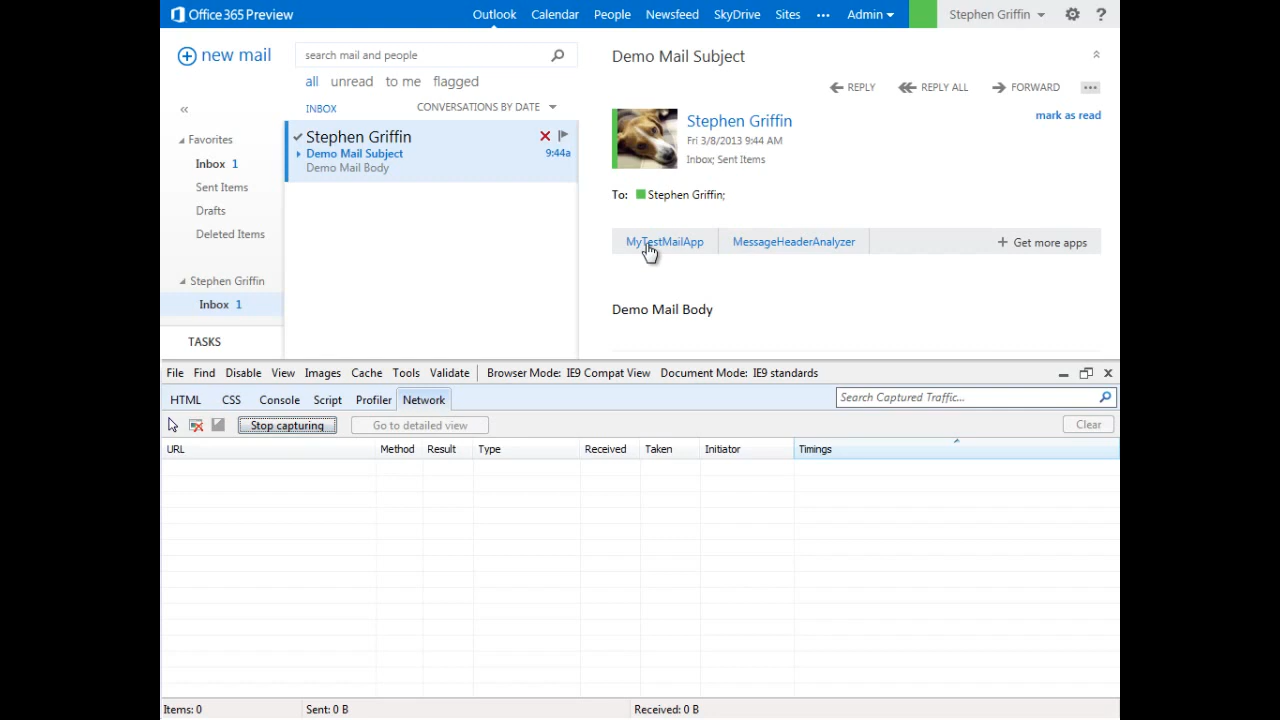 Office 365 Preview
Outlook Calendar People Newsfeed SkyDrive Sites ··· Admin Stephen Griffin ?
new mail
search mail and people
all unread to me flagged
INBOX CONVERSATIONS BY DATE
Favorites
Inbox 1
Sent Items
Drafts
Deleted Items
Stephen Griffin
Inbox 1
TASKS
Stephen Griffin
Demo Mail Subject 9:44a
Demo Mail Body
Demo Mail Subject
REPLY REPLY ALL FORWARD ···
mark as read
Stephen Griffin
Fri 3/8/2013 9:44 AM
Inbox; Sent Items
To: Stephen Griffin;
MyTestMailApp MessageHeaderAnalyzer + Get more apps
Demo Mail Body
File Find Disable View Images Cache Tools Validate Browser Mode: IE9 Compat View Document Mode: IE9 standards
HTML CSS Console Script Profiler Network Search Captured Traffic...
Stop capturing Go to detailed view Clear
URL Method Result Type Received Taken Initiator Timings
Items: 0 Sent: 0 B Received: 0 B